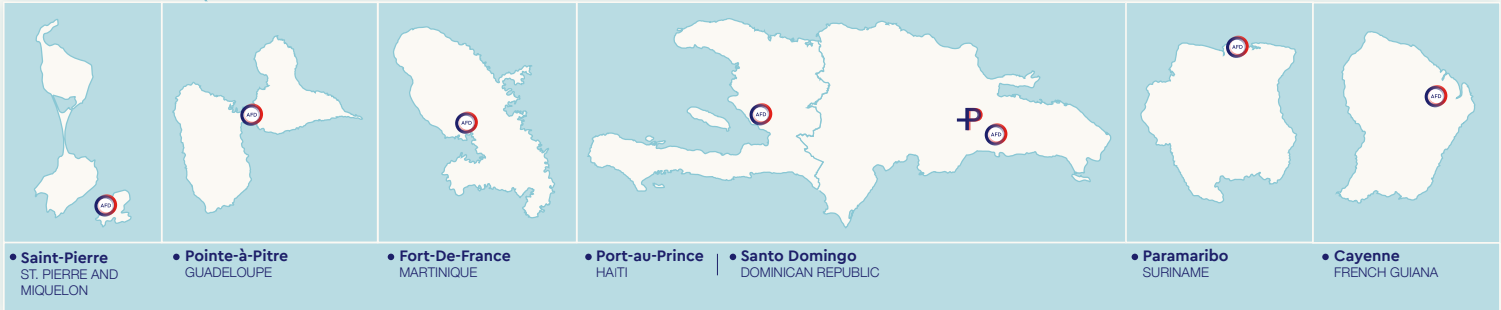 AFD
AFD
AFD
AFD
P
AFD
AFD
AFD
• Saint-Pierre
ST. PIERRE AND
MIQUELON
• Pointe-à-Pitre
GUADELOUPE
• Fort-De-France
MARTINIQUE
• Port-au-Prince
HAITI
• Santo Domingo
DOMINICAN REPUBLIC
• Paramaribo
SURINAME
• Cayenne
FRENCH GUIANA